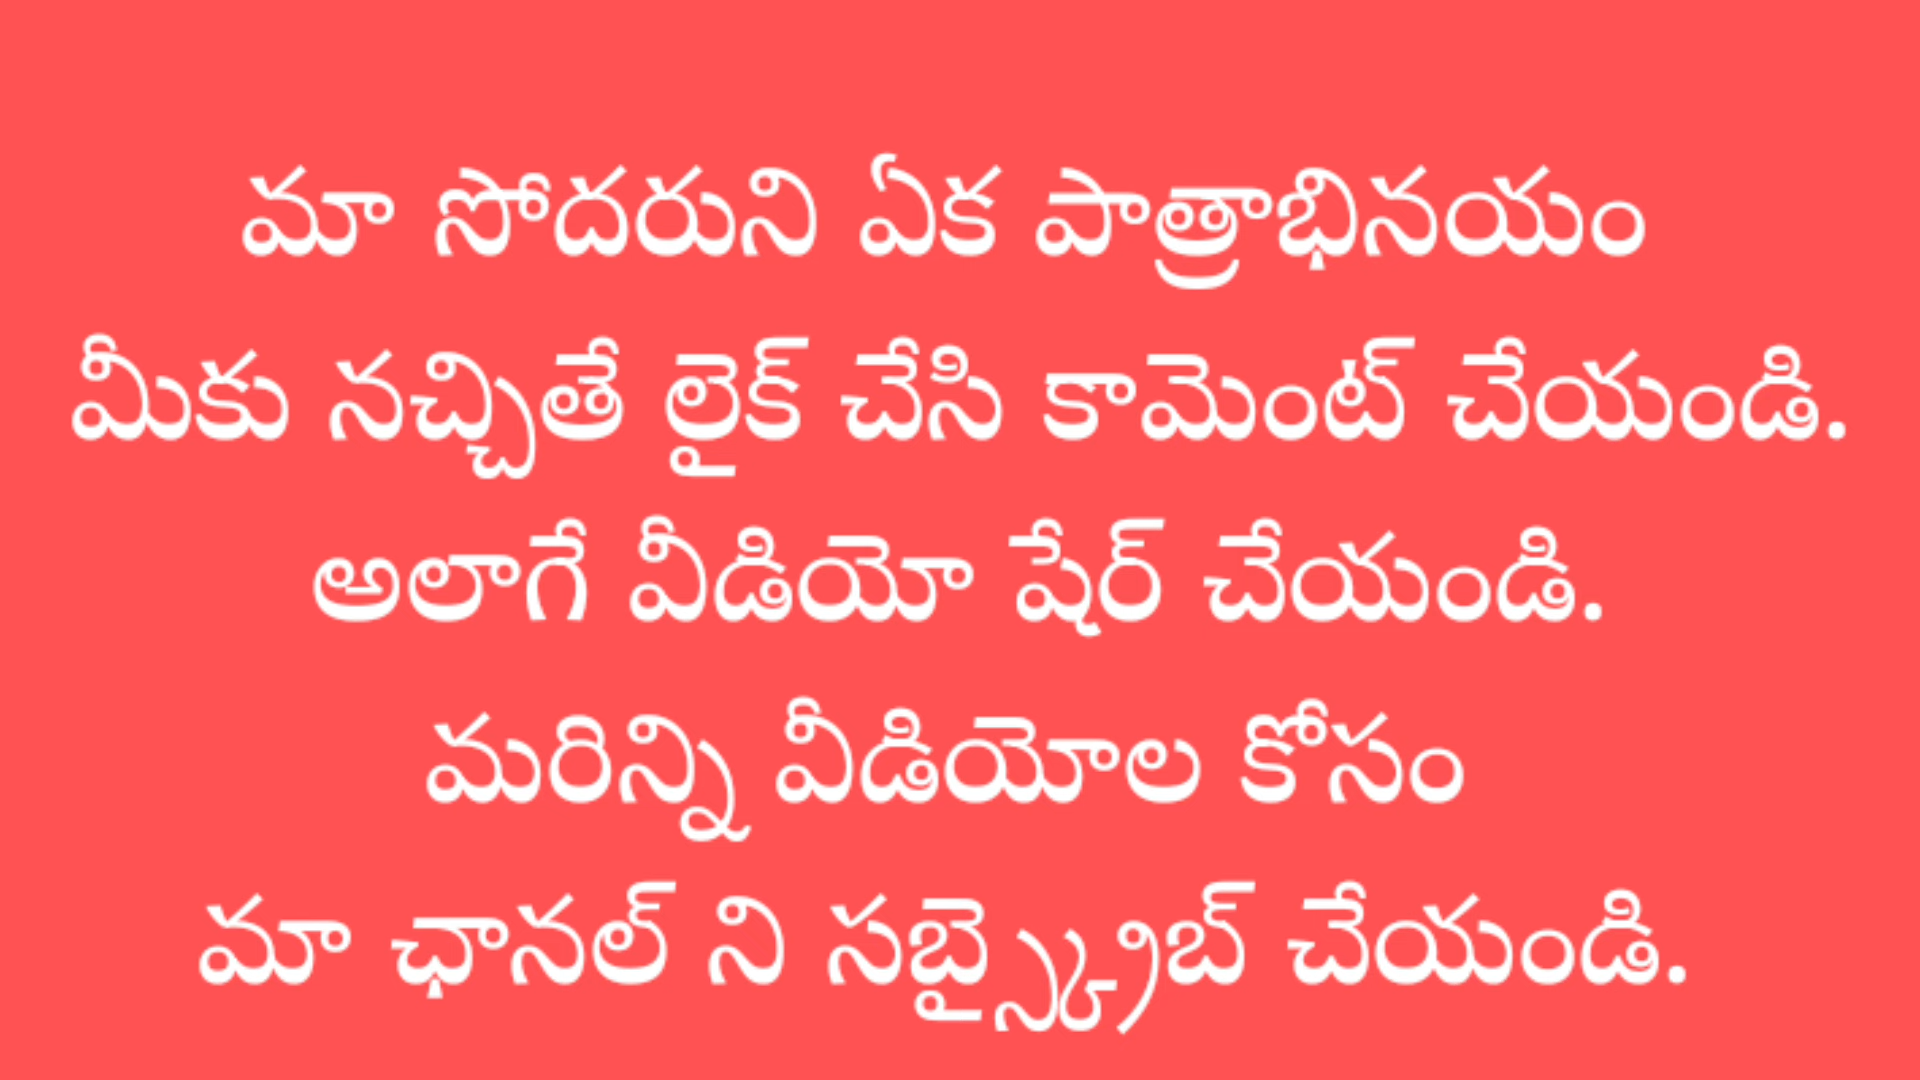 మా సోదరుని ఏక పాత్రాభినయం
మీకు నచ్చితే లైక్ చేసి కామెంట్ చేయండి.
అలాగే వీడియో షేర్ చేయండి.
మరిన్ని వీడియోల కోసం
మా ఛానల్ ని సబ్స్క్రైబ్ చేయండి.